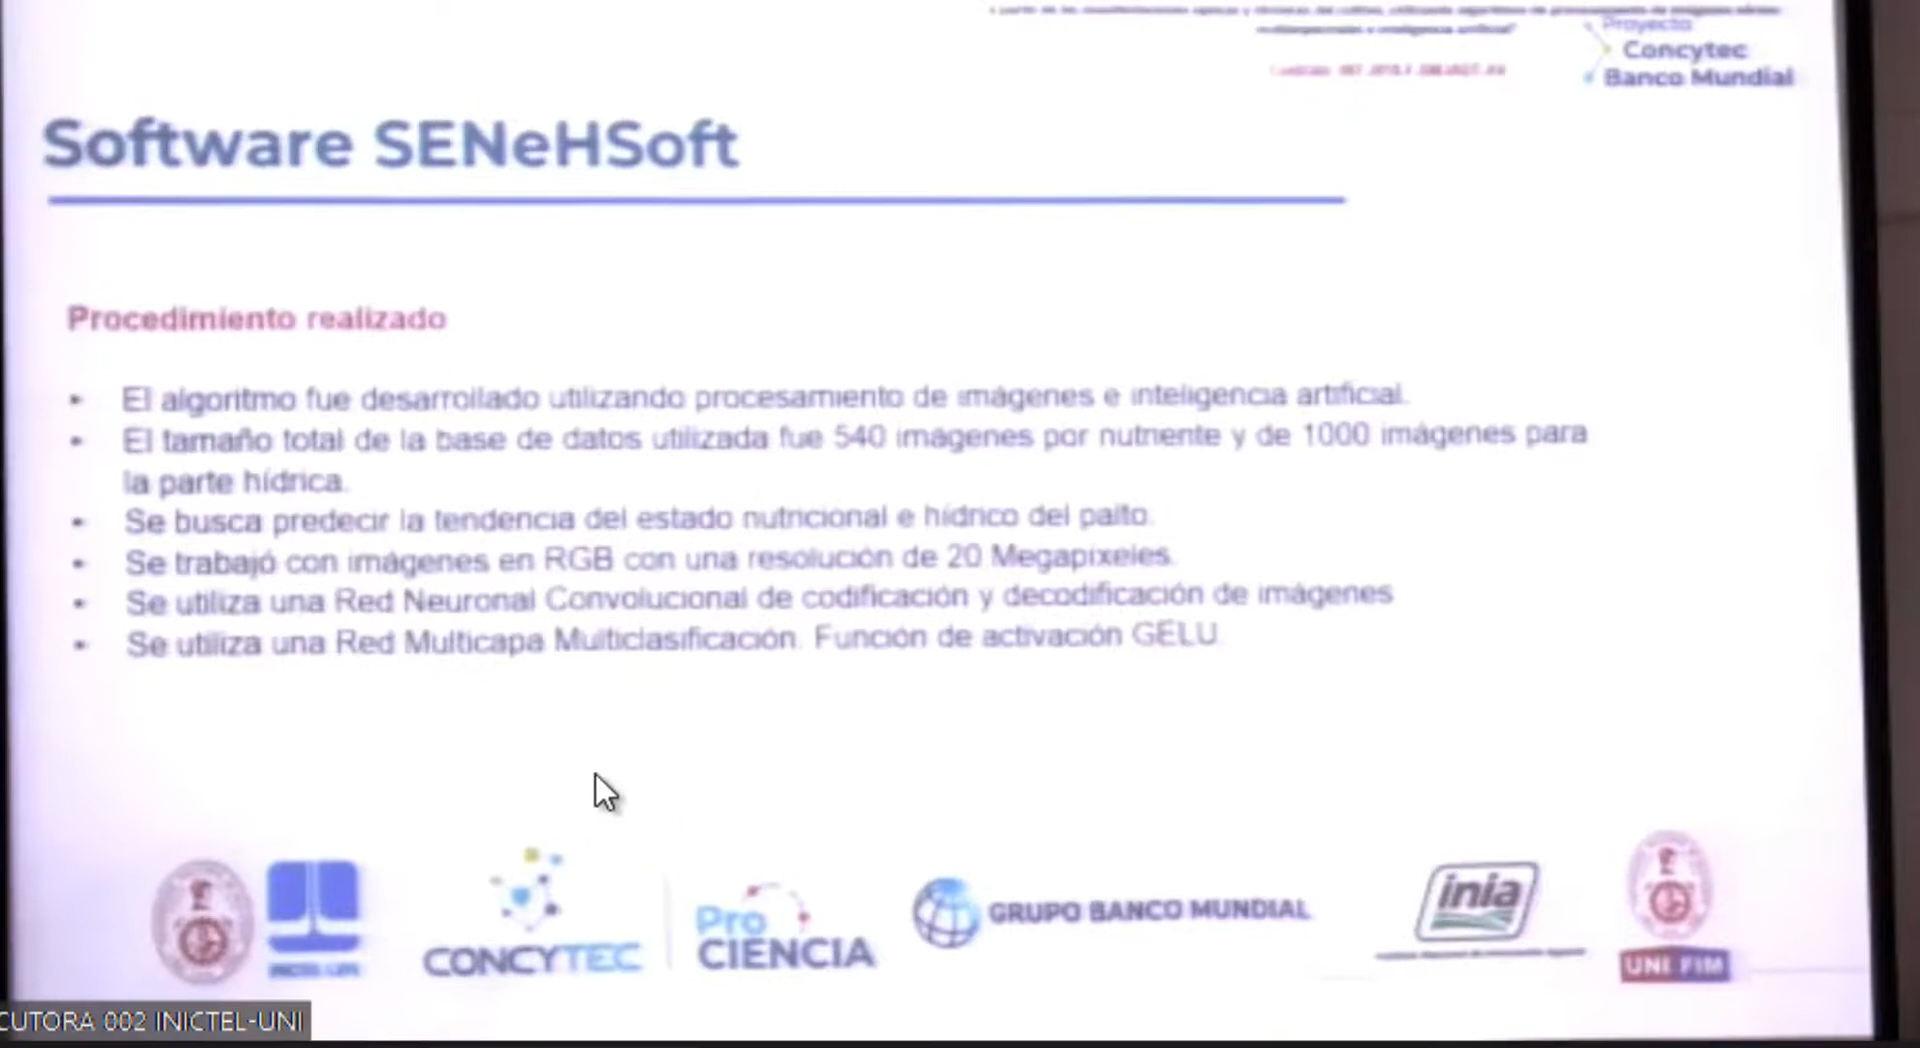 Proyecto
Concytec
Banco Mundial
Software SENeHSoft
Procedimiento realizado
• El algoritmo fue desarrollado utilizando procesamiento de imágenes e inteligencia artificial.
• El tamaño total de la base de datos utilizada fue 540 imágenes por nutriente y de 1000 imágenes para
la parte hídrica.
• Se busca predecir la tendencia del estado nutricional e hídrico del palto.
• Se trabajó con imágenes en RGB con una resolución de 20 Megapixeles.
• Se utiliza una Red Neuronal Convolucional de codificación y decodificación de imágenes
• Se utiliza una Red Multicapa Multiclasificación. Función de activación GELU.
CONCYTEC
Pro
CIENCIA
GRUPO BANCO MUNDIAL
inia
UNI FIM
CUTORA 002 INICTEL-UNI